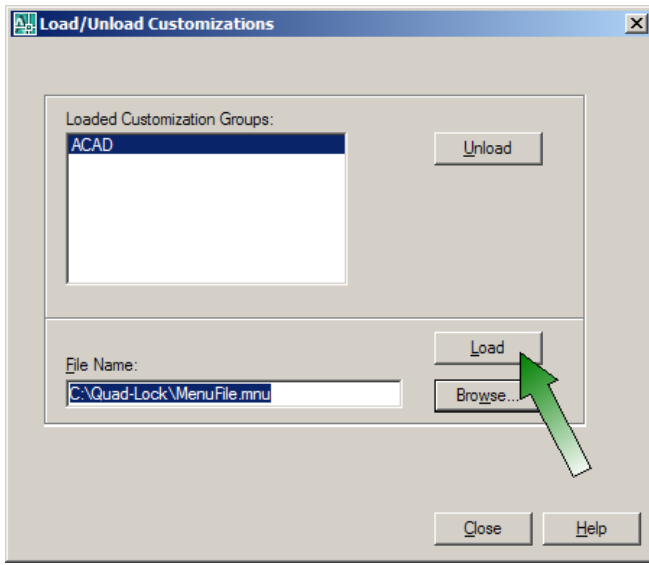 Load/Unload Customizations
Loaded Customization Groups:
ACAD
Unload
Load
File Name:
C:\Quad-Lock\MenuFile.mnu
Browse...
Close
Help